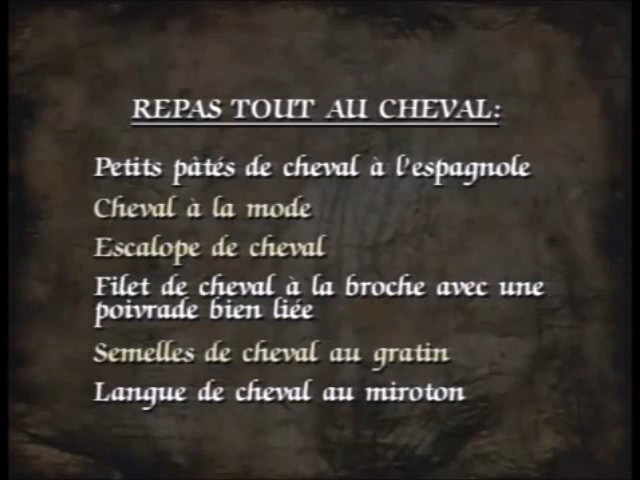 REPAS TOUT AU CHEVAL:
Petits pâtés de cheval à l'espagnole
Cheval à la mode
Escalope de cheval
Filet de cheval à la broche avec une
poivrade bien liée
Semelles de cheval au gratin
Langue de cheval au miroton